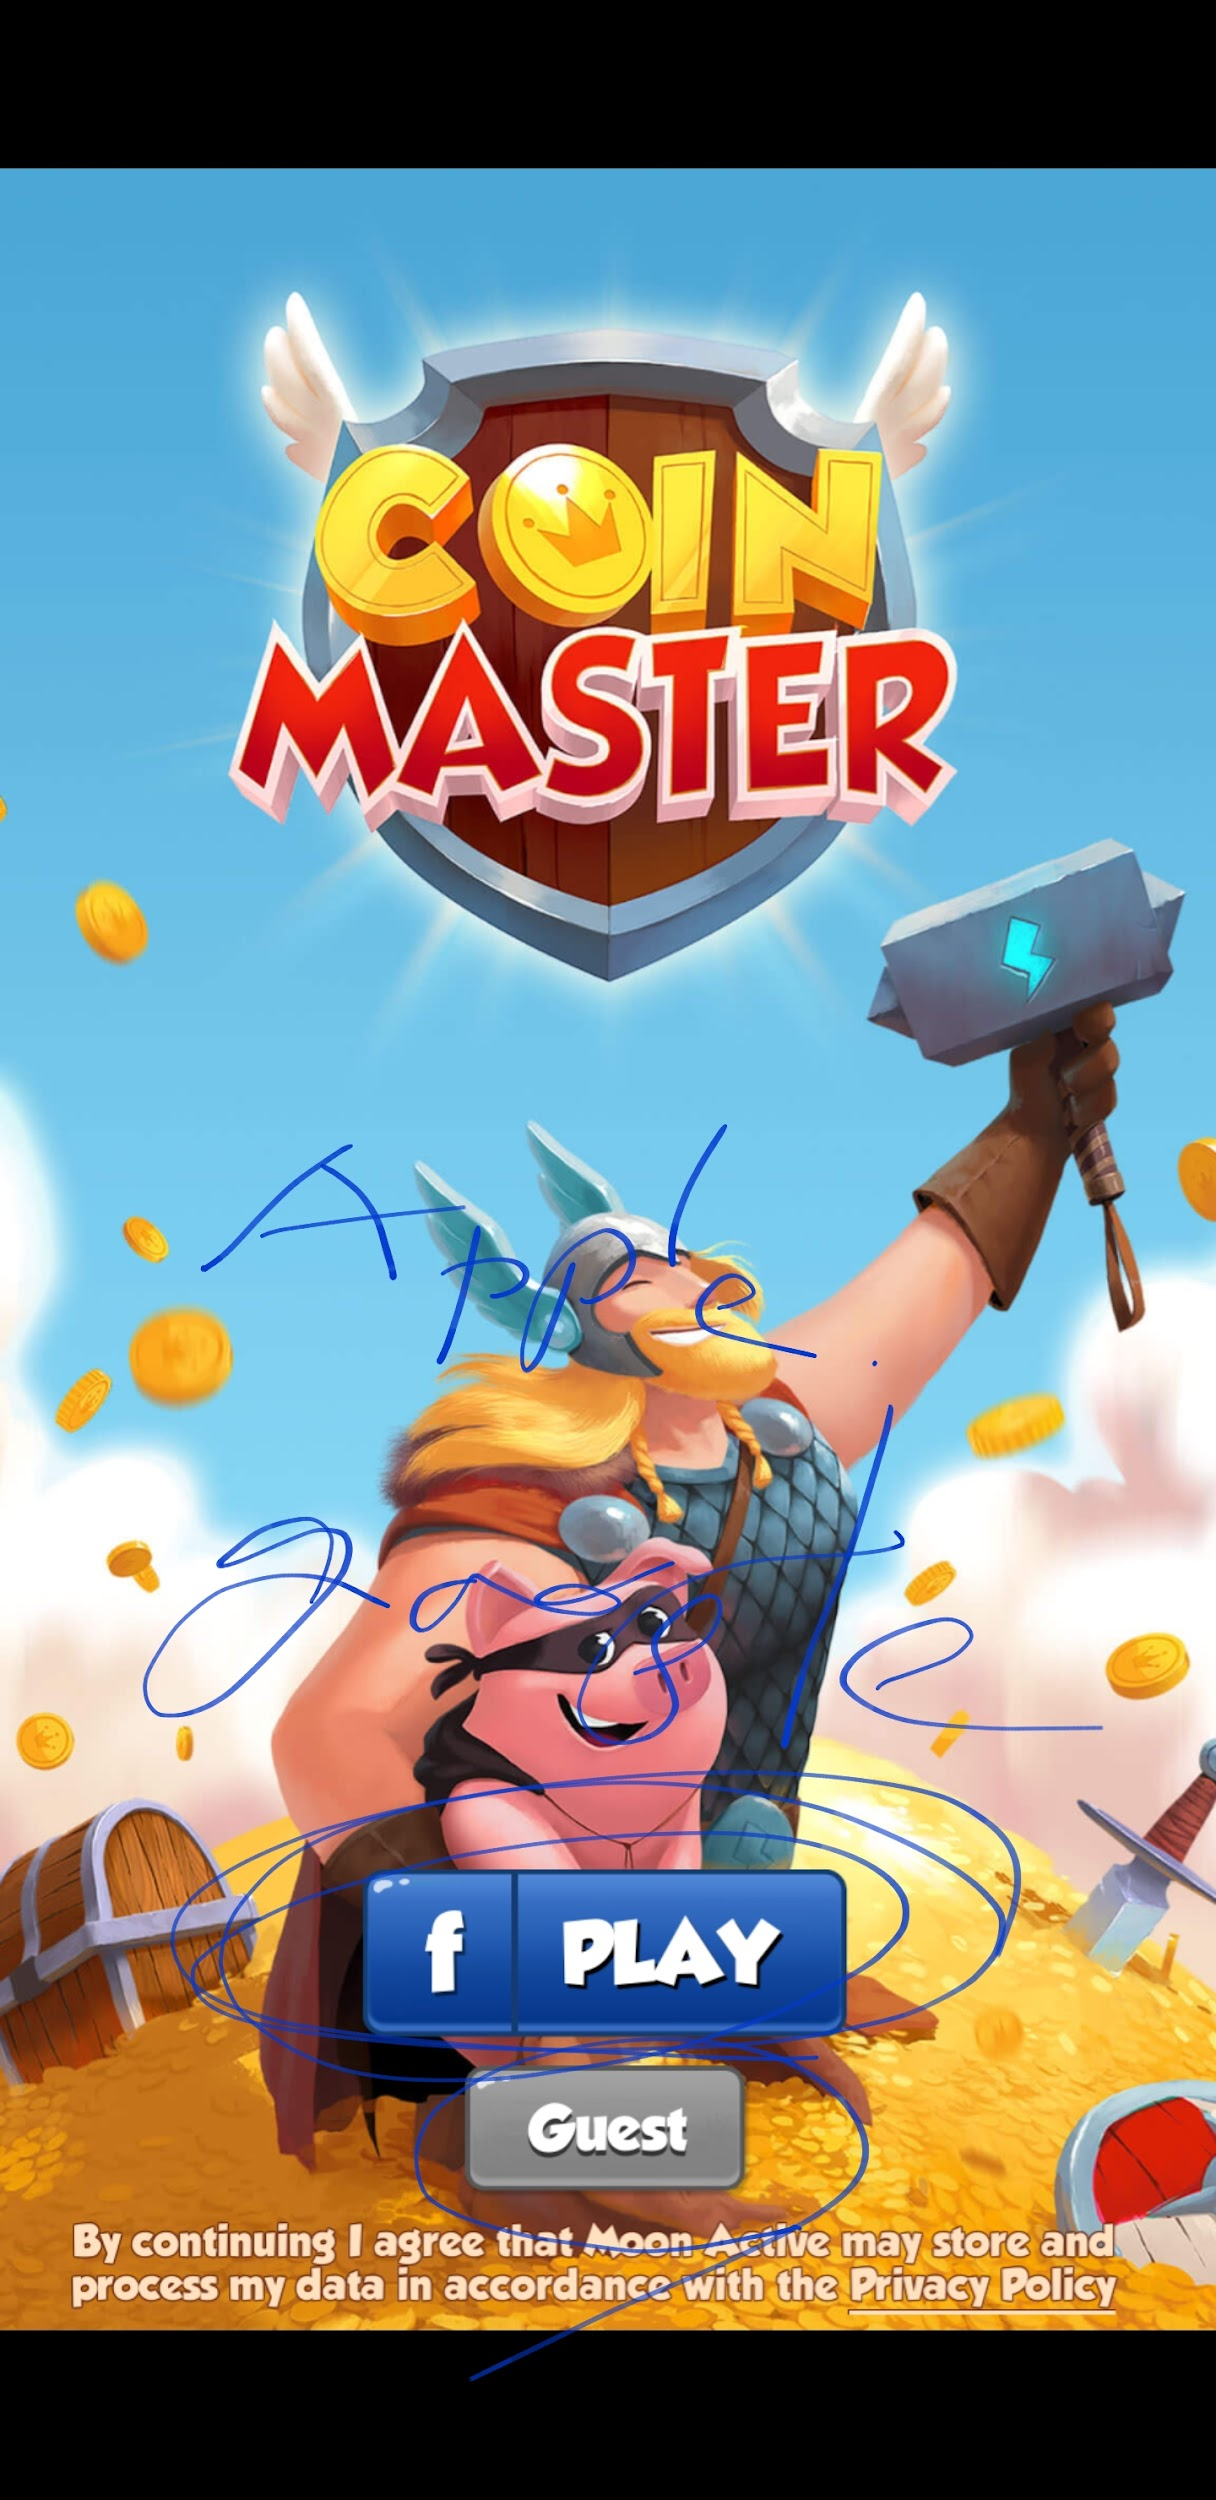 COIN
MASTER
Apple.
f PLAY
Guest
By continuing I agree that Moon Active may store and
process my data in accordance with the Privacy Policy